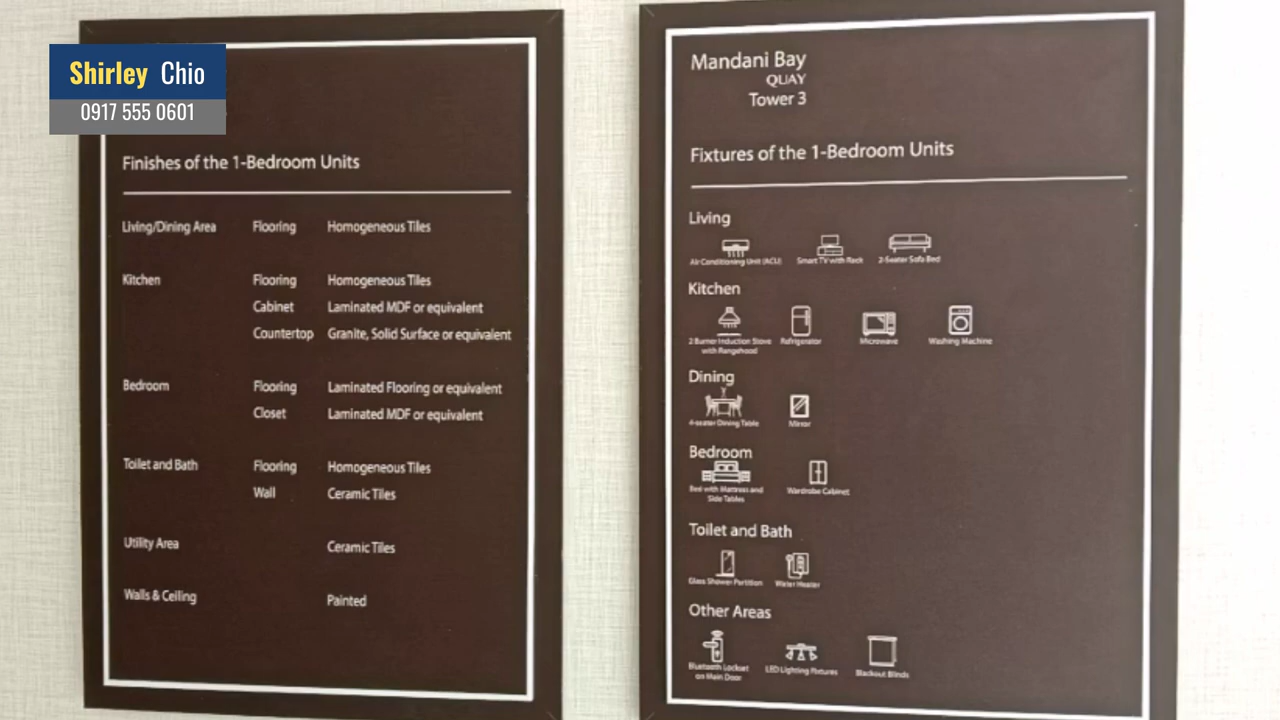 Shirley Chio
0917 555 0601
Finishes of the 1-Bedroom Units
Living/Dining Area Flooring Homogeneous Tiles
Kitchen Flooring Homogeneous Tiles
Cabinet Laminated MDF or equivalent
Countertop Granite, Solid Surface or equivalent
Bedroom Flooring Laminated Flooring or equivalent
Closet Laminated MDF or equivalent
Toilet and Bath Flooring Homogeneous Tiles
Wall Ceramic Tiles
Utility Area Ceramic Tiles
Walls & Ceiling Painted
Mandani Bay
QUAY
Tower 3
Fixtures of the 1-Bedroom Units
Living
Air Conditioning Unit (ACU) Smart TV with Rack 2-Seater Sofa Bed
Kitchen
2 Burner Induction Stove Refrigerator Microwave Washing Machine
with Rangehood
Dining
4-seater Dining Table Mirror
Bedroom
Bed with Mattress and Wardrobe Cabinet
Side Tables
Toilet and Bath
Glass Shower Partition Water Heater
Other Areas
Bluetooth Lockset LED Lighting Fixtures Blackout Blinds
on Main Door